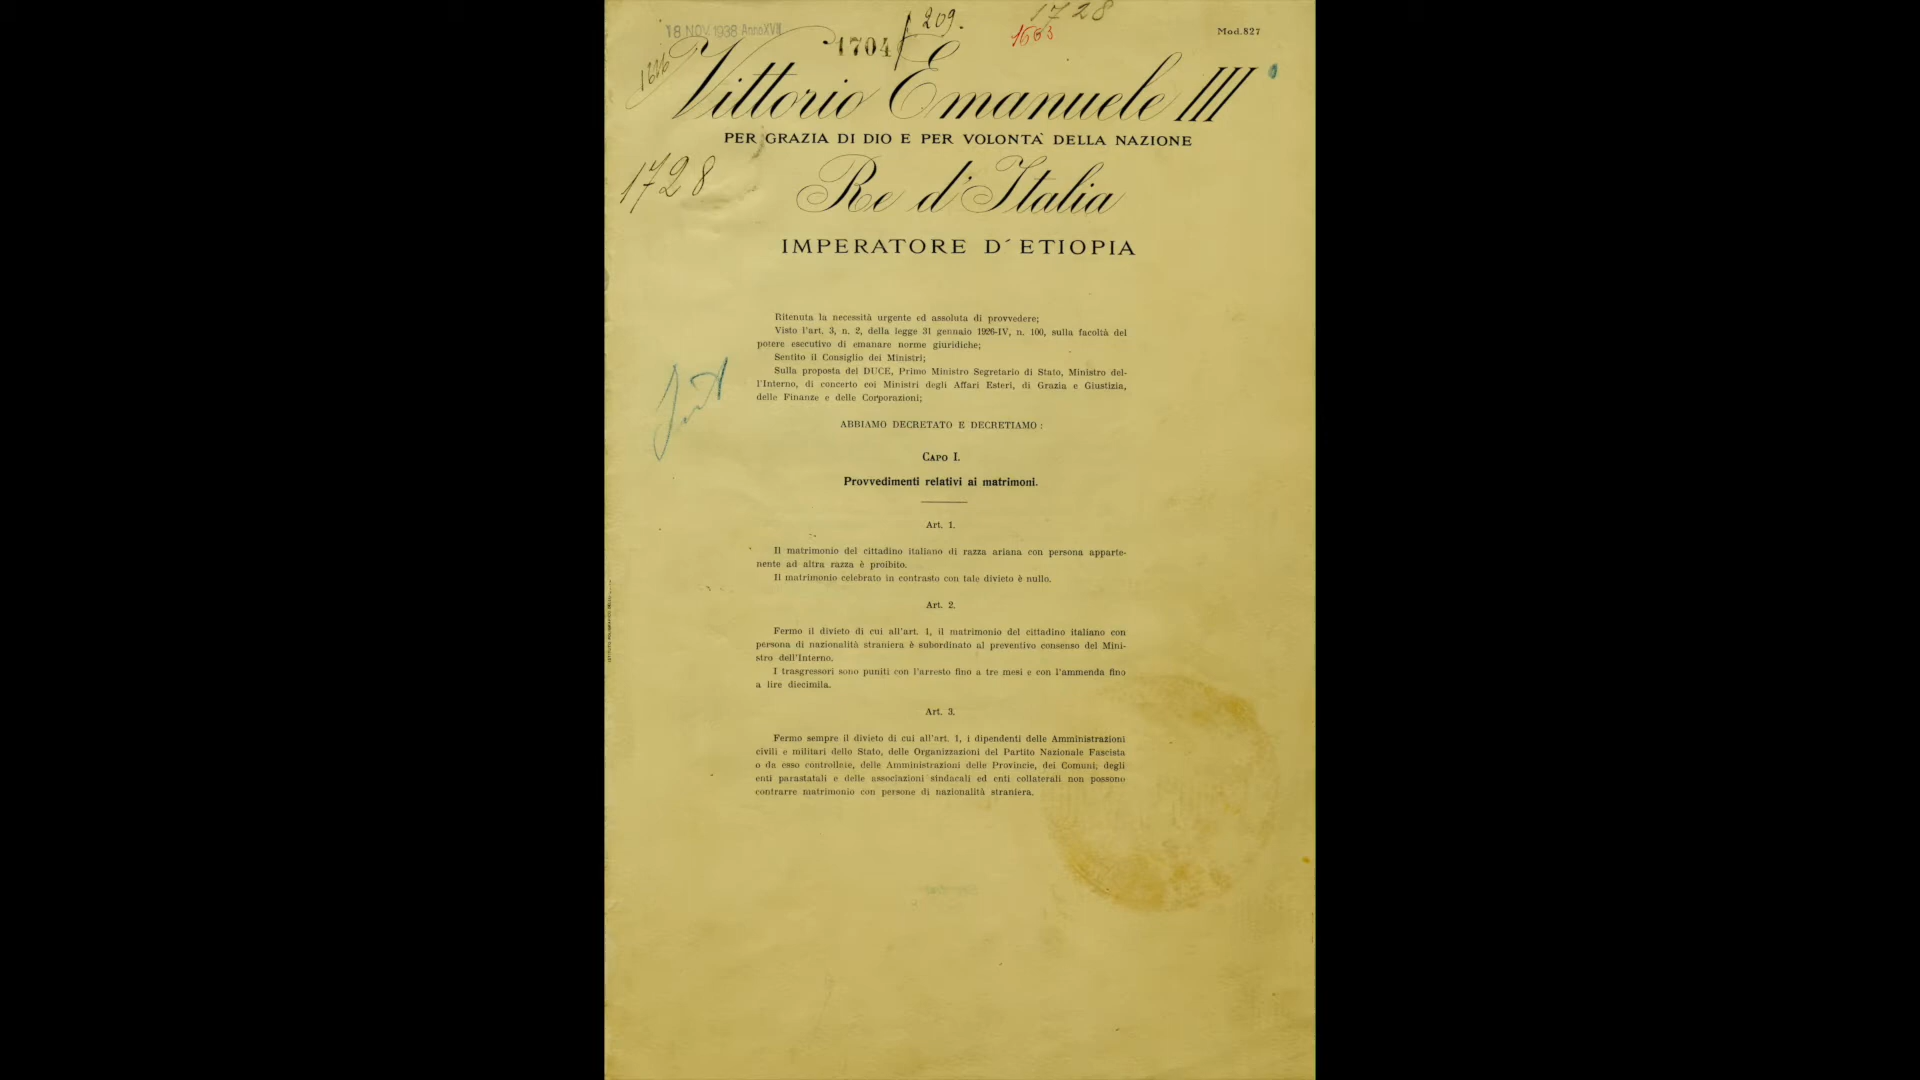 18 NOV. 1938 AnnoXVII
209.
1728
1704
1663
Mod.827
1646
Vittorio Emanuele III
PER GRAZIA DI DIO E PER VOLONTÀ DELLA NAZIONE
1728
Re d'Italia
IMPERATORE D´ETIOPIA
Ritenuta la necessità urgente ed assoluta di provvedere;
Visto l'art. 3, n. 2, della legge 31 gennaio 1926-IV, n. 100, sulla facoltà del
potere esecutivo di emanare norme giuridiche;
Sentito il Consiglio dei Ministri;
Sulla proposta del DUCE, Primo Ministro Segretario di Stato, Ministro del-
l'Interno, di concerto coi Ministri degli Affari Esteri, di Grazia e Giustizia,
delle Finanze e delle Corporazioni;
ABBIAMO DECRETATO E DECRETIAMO :
CAPO I.
Provvedimenti relativi ai matrimoni.
Art. 1.
Il matrimonio del cittadino italiano di razza ariana con persona apparte-
nente ad altra razza è proibito.
Il matrimonio celebrato in contrasto con tale divieto è nullo.
Art. 2.
Fermo il divieto di cui all'art. 1, il matrimonio del cittadino italiano con
persona di nazionalità straniera è subordinato al preventivo consenso del Mini-
stro dell'Interno.
I trasgressori sono puniti con l'arresto fino a tre mesi e con l'ammenda fino
a lire diecimila.
Art. 3.
Fermo sempre il divieto di cui all'art. 1, i dipendenti delle Amministrazioni
civili e militari dello Stato, delle Organizzazioni del Partito Nazionale Fascista
o da esso controllate, delle Amministrazioni delle Provincie, dei Comuni, degli
enti parastatali e delle associazioni sindacali ed enti collaterali non possono
contrarre matrimonio con persone di nazionalità straniera.